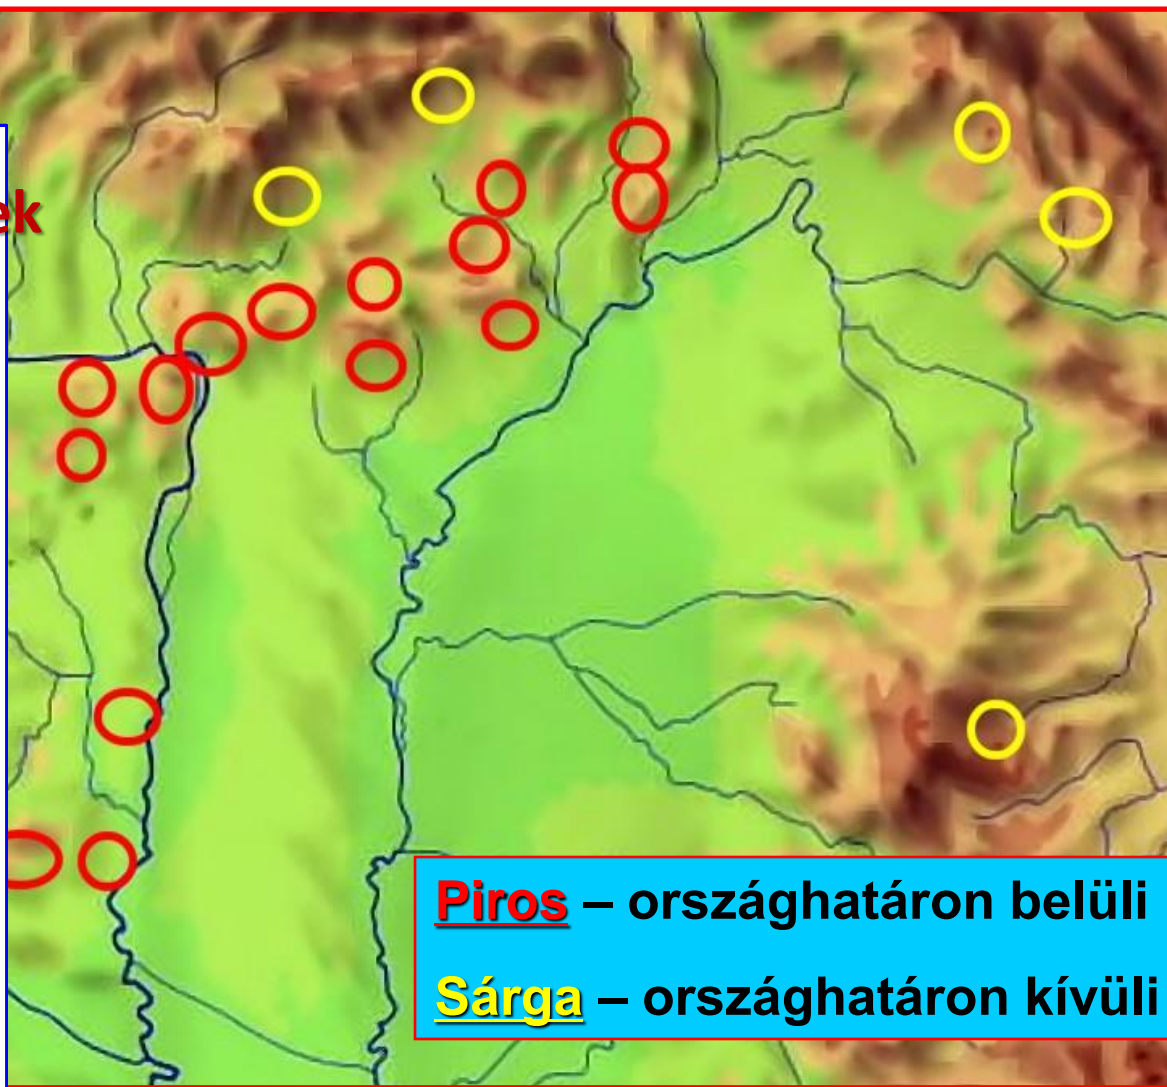 ek
Piros – országhatáron belüli
Sárga – országhatáron kívüli